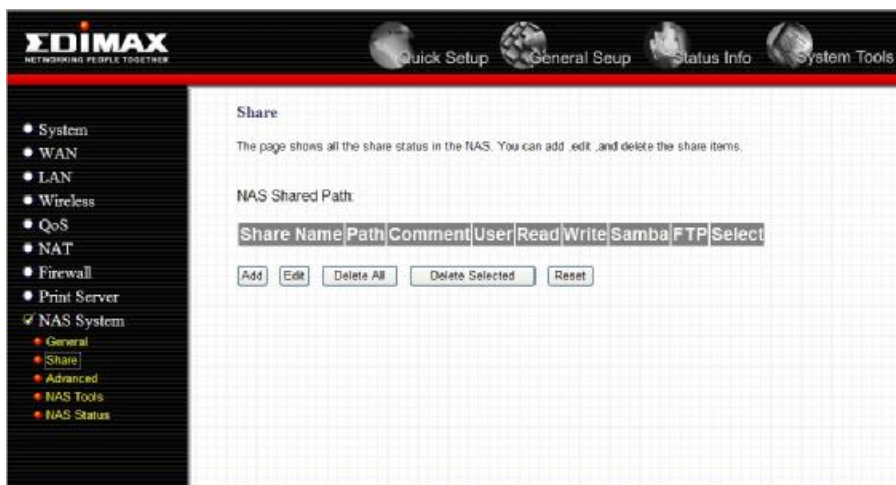 EDIMAX
NETWORKING PEOPLE TOGETHER
Quick Setup General Seup Status Info System Tools
System
WAN
LAN
Wireless
QoS
NAT
Firewall
Print Server
NAS System
General
Share
Advanced
NAS Tools
NAS Status
Share
The page shows all the share status in the NAS. You can add ,edit ,and delete the share items.
NAS Shared Path:
Share Name Path Comment User Read Write Samba FTP Select
Add Edit Delete All Delete Selected Reset